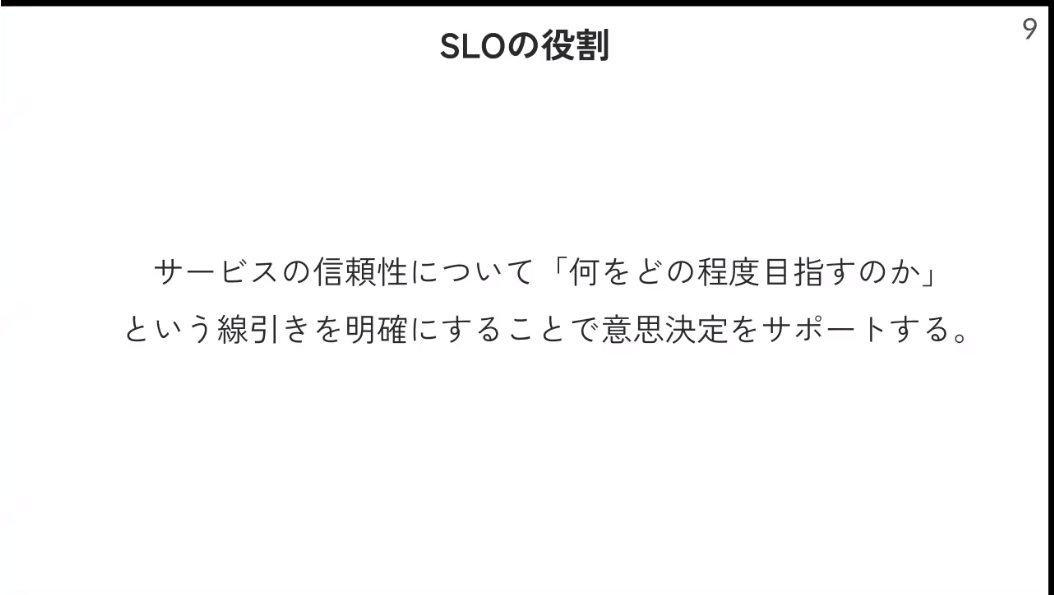 9
SLOの役割
サービスの信頼性について「何をどの程度目指すのか」
という線引きを明確にすることで意思決定をサポートする。